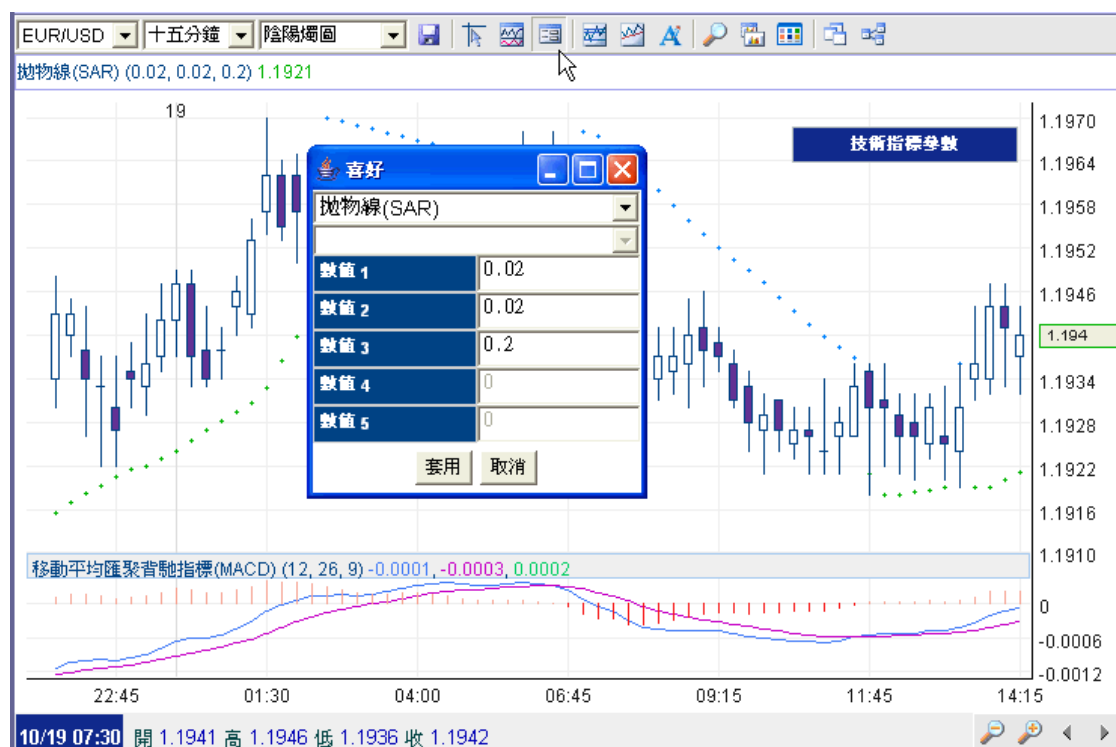 EUR/USD 十五分鐘 陰陽燭圖
拋物線(SAR) (0.02, 0.02, 0.2) 1.1921
19
技術指標參數
喜好
拋物線(SAR)
數值 1 0.02
數值 2 0.02
數值 3 0.2
數值 4 0
數值 5 0
套用 取消
1.1970
1.1964
1.1958
1.1952
1.1946
1.194
1.1934
1.1928
1.1922
1.1916
1.1910
移動平均匯聚背馳指標(MACD) (12, 26, 9) -0.0001, -0.0003, 0.0002
0
-0.0006
-0.0012
22:45 01:30 04:00 06:45 09:15 11:45 14:15
10/19 07:30 開 1.1941 高 1.1946 低 1.1936 收 1.1942